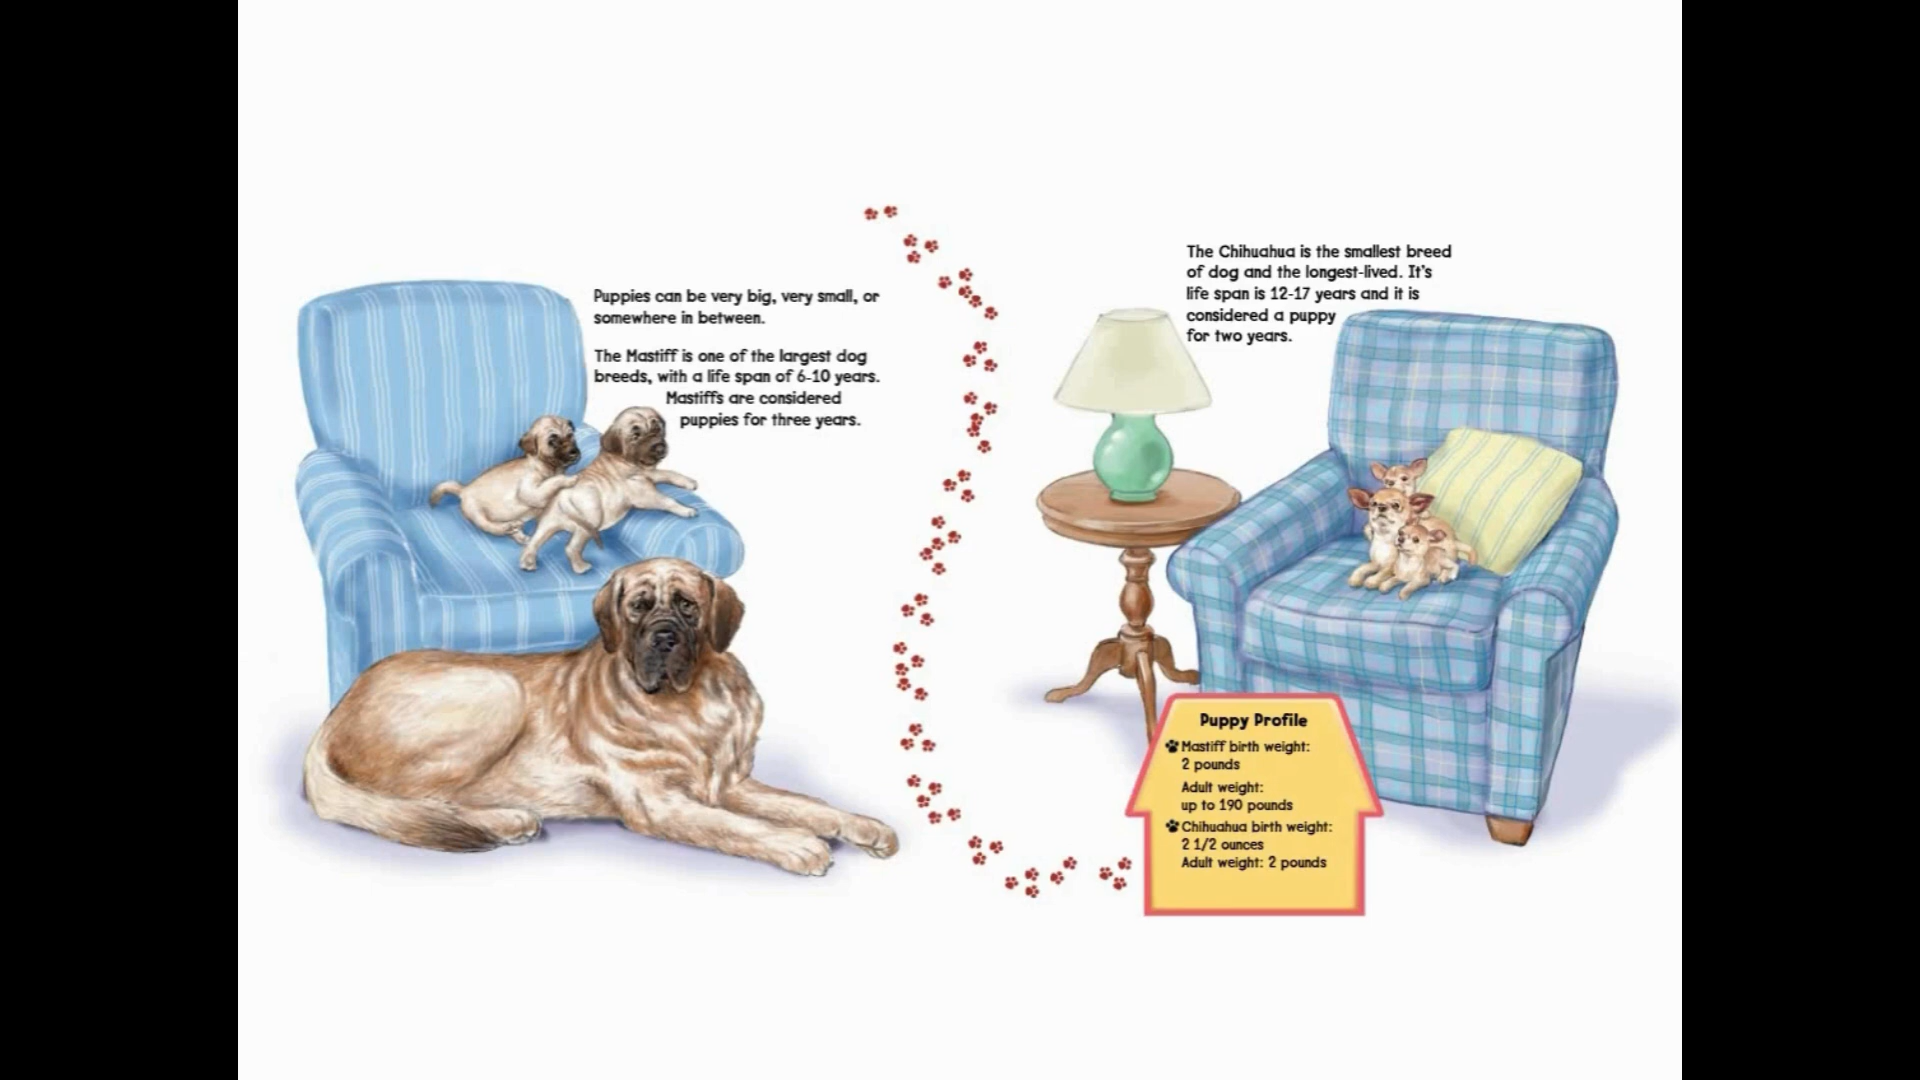 Puppies can be very big, very small, or
somewhere in between.
The Mastiff is one of the largest dog
breeds, with a life span of 6-10 years.
Mastiffs are considered
puppies for three years.
The Chihuahua is the smallest breed
of dog and the longest-lived. It's
life span is 12-17 years and it is
considered a puppy
for two years.
Puppy Profile
Mastiff birth weight:
2 pounds
Adult weight:
up to 190 pounds
Chihuahua birth weight:
2 1/2 ounces
Adult weight: 2 pounds